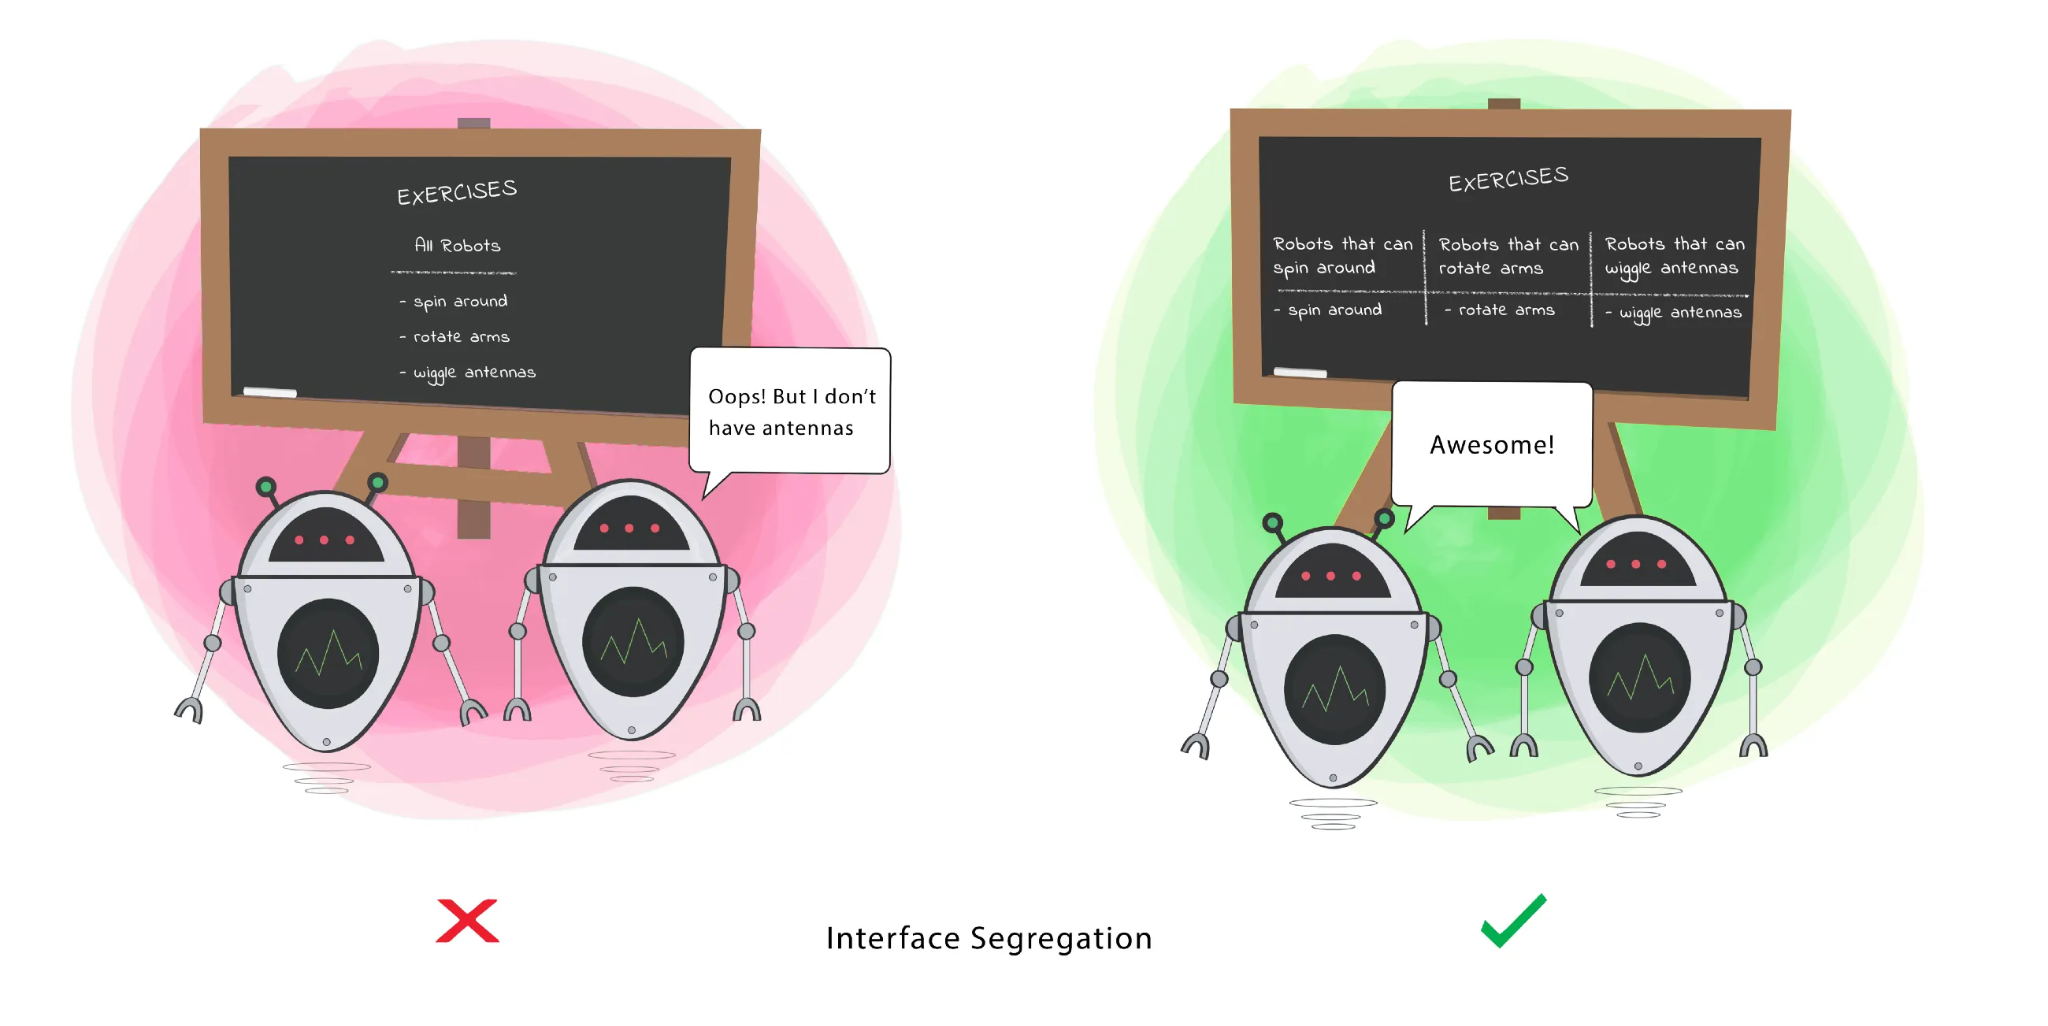 EXERCISES
All Robots
- spin around
- rotate arms
- wiggle antennas
Oops! But I don't
have antennas
EXERCISES
Robots that can
spin around
- spin around
Robots that can
rotate arms
- rotate arms
Robots that can
wiggle antennas
- wiggle antennas
Awesome!
Interface Segregation